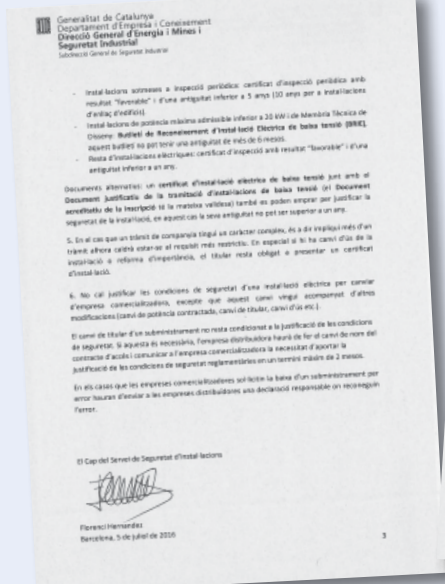 Generalitat de Catalunya
Departament d'Empresa i Coneixement
Direcció General d'Energia i Mines i
Seguretat Industrial
Subdirecció General de Seguretat Industrial
- Instal·lacions sotmeses a inspecció periòdica: certificat d'inspecció periòdica amb
resultat "favorable" i d'una antiguitat inferior a 5 anys (10 anys per a instal·lacions
d'enllaç d'edificis).
- Instal·lacions de potència màxima admissible inferior a 20 kW i de Memòria Tècnica de
Disseny: Butlletí de Reconeixement d'Instal·lació Elèctrica de baixa tensió (BRIE),
aquest butlletí no pot tenir una antiguitat de més de 6 mesos.
- Resta d'instal·lacions elèctriques: certificat d'inspecció amb resultat "favorable" i d'una
antiguitat inferior a un any.
Documents alternatius: un certificat d'instal·lació elèctrica de baixa tensió junt amb el
Document justificatiu de la tramitació d'instal·lacions de baixa tensió (el Document
acreditatiu de la inscripció té la mateixa validesa) també es poden emprar per justificar la
seguretat de la instal·lació, en aquest cas la seva antiguitat no pot ser superior a un any.
5. En el cas que un tràmit de companyia tingui un caràcter complex, és a dir impliqui més d'un
tràmit alhora caldrà estar-se al requisit més restrictiu. En especial si hi ha canvi d'ús de la
instal·lació o reforma d'importància, el titular resta obligat a presentar un certificat
d'instal·lació.
6. No cal justificar les condicions de seguretat d'una instal·lació elèctrica per canviar
d'empresa comercialitzadora, excepte que aquest canvi vingui acompanyat d'altres
modificacions (canvi de potència contractada, canvi de titular, canvi d'ús etc.).
El canvi de titular d'un subministrament no resta condicionat a la justificació de les condicions
de seguretat. Si aquesta és necessària, l'empresa distribuïdora haurà de fer el canvi de nom del
contracte d'accés i comunicar a l'empresa comercialitzadora la necessitat d'aportar la
justificació de les condicions de seguretat reglamentàries en un termini màxim de 2 mesos.
En els casos que les empreses comercialitzadores sol·licitin la baixa d'un subministrament per
error hauran d'enviar a les empreses distribuïdores una declaració responsable on reconeguin
l'error.
El Cap del Servei de Seguretat d'Instal·lacions
Florenci Hernández
Barcelona, 5 de juliol de 2016
3